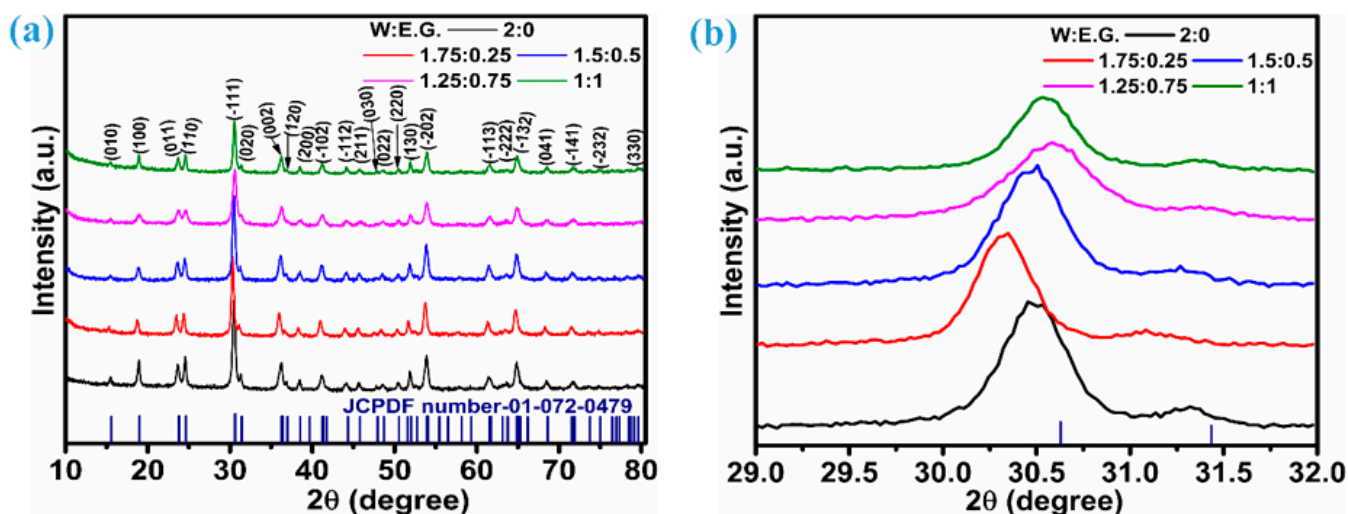 (a)
W:E.G. 2:0
1.75:0.25 1.5:0.5
1.25:0.75 1:1
(010) (100) (011) (110) (-111) (020) (002) (120) (200) (-102) (-112) (211) (030) (022) (220) (130) (-202) (-113) (-222) (-132) (041) (-141) (-232) (330)
Intensity (a.u.)
JCPDF number-01-072-0479
10 20 30 40 50 60 70 80
2θ (degree)
(b)
W:E.G. 2:0
1.75:0.25 1.5:0.5
1.25:0.75 1:1
Intensity (a.u.)
29.0 29.5 30.0 30.5 31.0 31.5 32.0
2θ (degree)